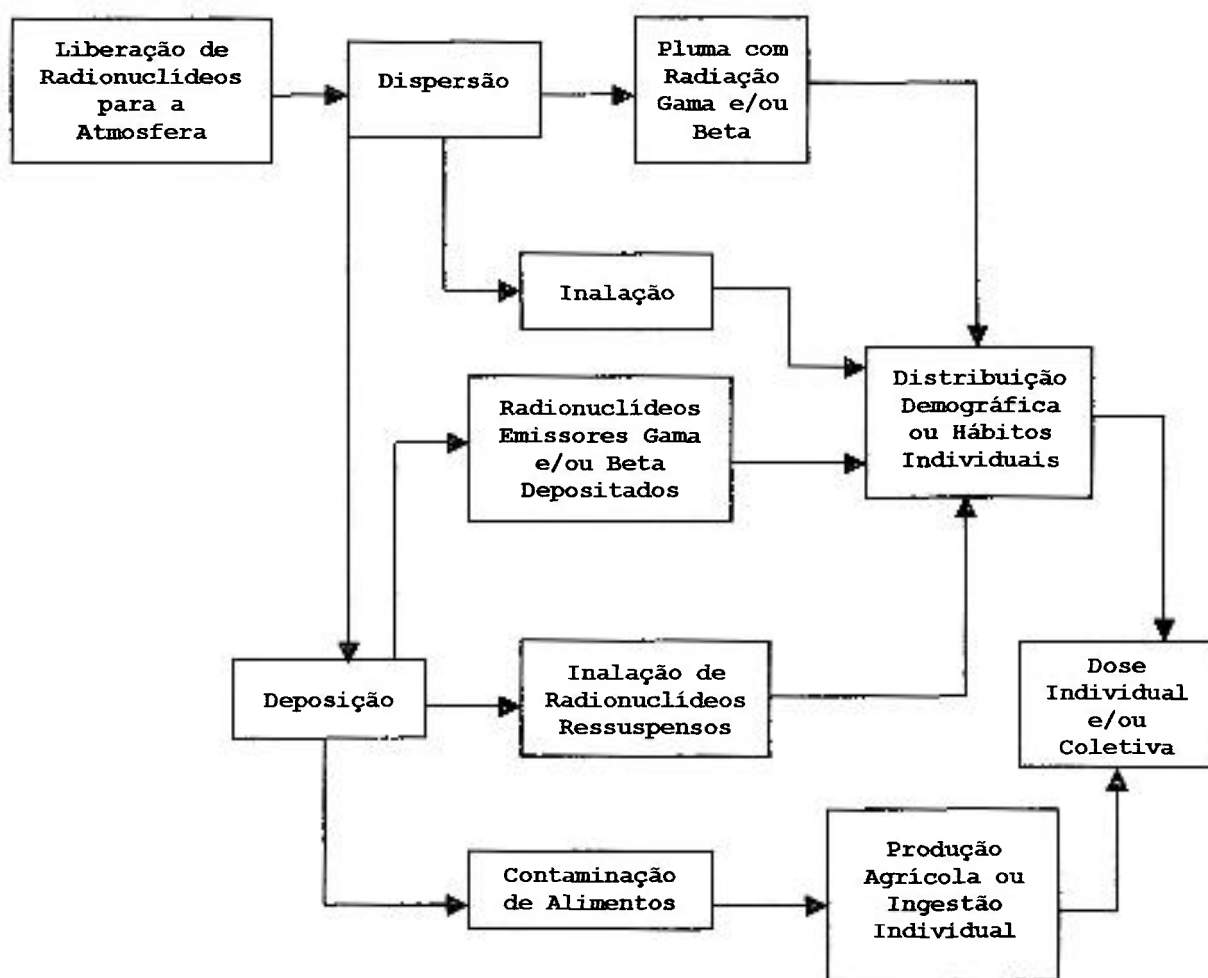 Liberação de
Radionuclídeos
para a
Atmosfera
Dispersão
Pluma com
Radiação
Gama e/ou
Beta
Inalação
Distribuição
Demográfica
ou Hábitos
Individuais
Radionuclídeos
Emissores Gama
e/ou Beta
Depositados
Deposição
Inalação de
Radionuclídeos
Ressuspensos
Dose
Individual
e/ou
Coletiva
Contaminação
de Alimentos
Produção
Agrícola ou
Ingestão
Individual